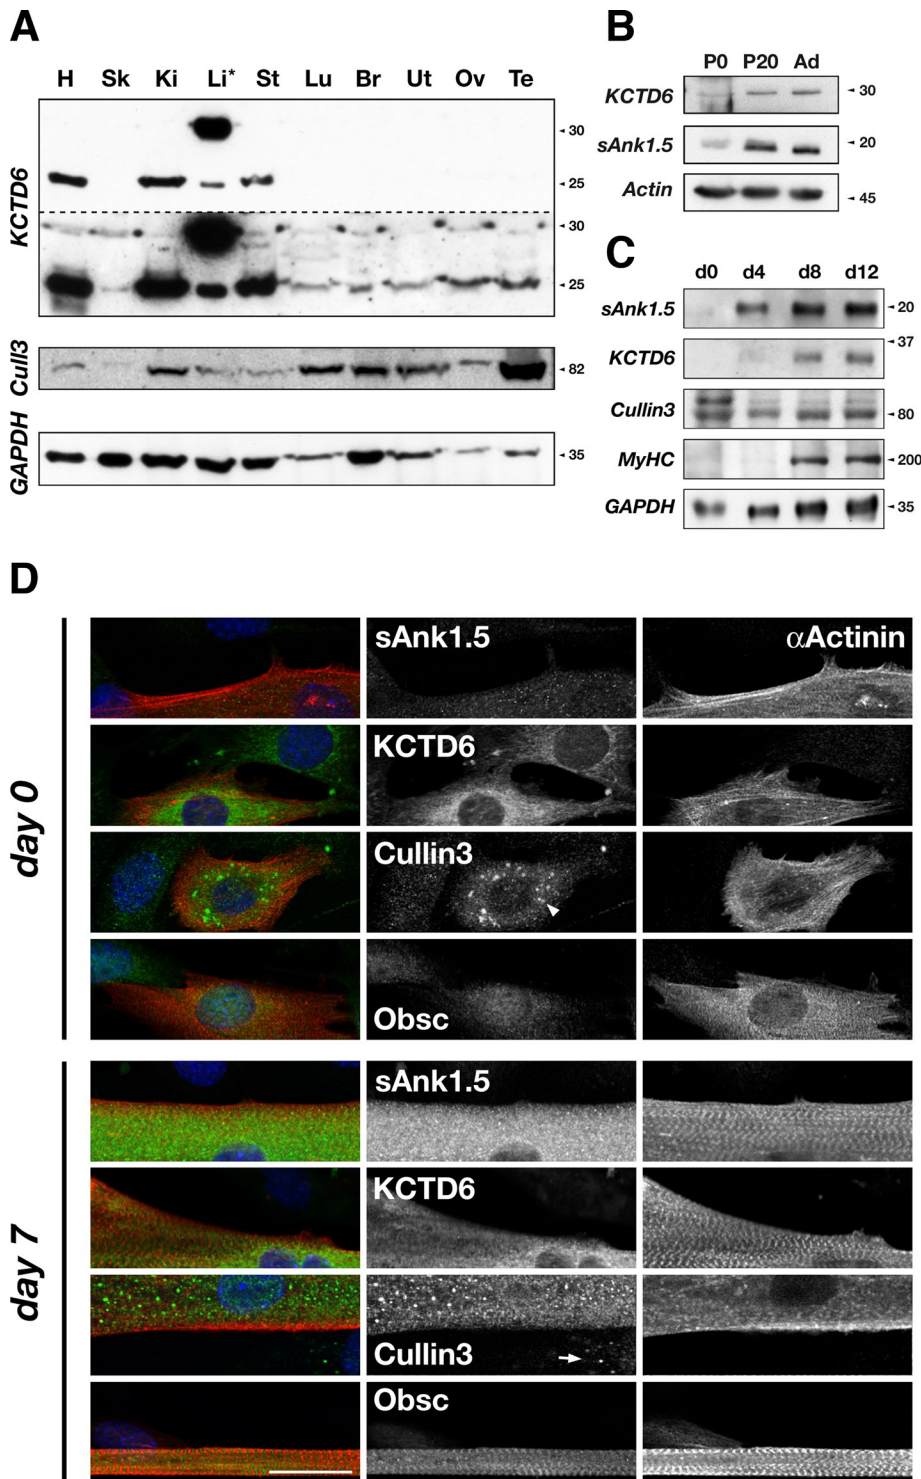 A
H Sk Ki Li* St Lu Br Ut Ov Te
KCTD6
30
25
30
25
Cull3
82
GAPDH
35
B
P0 P20 Ad
KCTD6
30
sAnk1.5
20
Actin
45
C
d0 d4 d8 d12
sAnk1.5
20
37
KCTD6
Cullin3
80
MyHC
200
GAPDH
35
D
day 0
sAnk1.5
αActinin
KCTD6
Cullin3
Obsc
day 7
sAnk1.5
KCTD6
Cullin3
Obsc